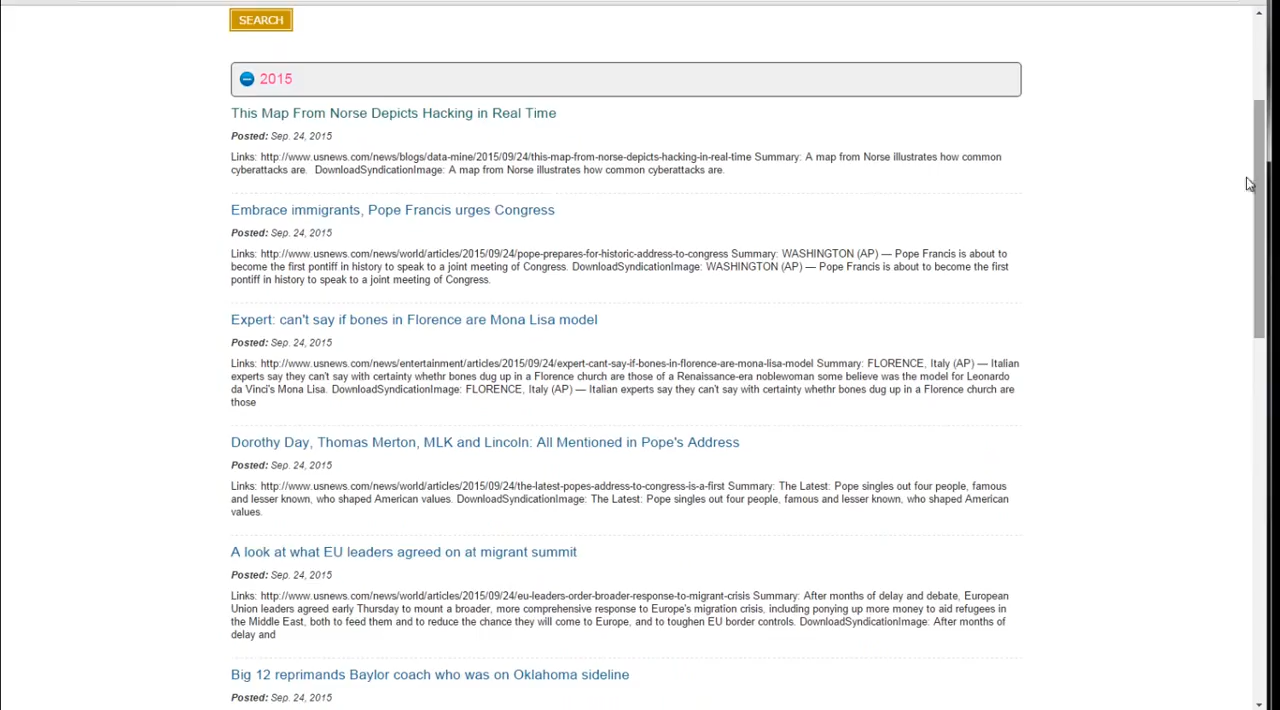 SEARCH
2015
This Map From Norse Depicts Hacking in Real Time
Posted: Sep. 24, 2015
Links: http://www.usnews.com/news/blogs/data-mine/2015/09/24/this-map-from-norse-depicts-hacking-in-real-time Summary: A map from Norse illustrates how common
cyberattacks are. DownloadSyndicationImage: A map from Norse illustrates how common cyberattacks are.
Embrace immigrants, Pope Francis urges Congress
Posted: Sep. 24, 2015
Links: http://www.usnews.com/news/world/articles/2015/09/24/pope-prepares-for-historic-address-to-congress Summary: WASHINGTON (AP) — Pope Francis is about to
become the first pontiff in history to speak to a joint meeting of Congress. DownloadSyndicationImage: WASHINGTON (AP) — Pope Francis is about to become the first
pontiff in history to speak to a joint meeting of Congress.
Expert: can't say if bones in Florence are Mona Lisa model
Posted: Sep. 24, 2015
Links: http://www.usnews.com/news/entertainment/articles/2015/09/24/expert-cant-say-if-bones-in-florence-are-mona-lisa-model Summary: FLORENCE, Italy (AP) — Italian
experts say they can't say with certainty whethr bones dug up in a Florence church are those of a Renaissance-era noblewoman some believe was the model for Leonardo
da Vinci's Mona Lisa. DownloadSyndicationImage: FLORENCE, Italy (AP) — Italian experts say they can't say with certainty whethr bones dug up in a Florence church are
those
Dorothy Day, Thomas Merton, MLK and Lincoln: All Mentioned in Pope's Address
Posted: Sep. 24, 2015
Links: http://www.usnews.com/news/world/articles/2015/09/24/the-latest-popes-address-to-congress-is-a-first Summary: The Latest: Pope singles out four people, famous
and lesser known, who shaped American values. DownloadSyndicationImage: The Latest: Pope singles out four people, famous and lesser known, who shaped American
values.
A look at what EU leaders agreed on at migrant summit
Posted: Sep. 24, 2015
Links: http://www.usnews.com/news/world/articles/2015/09/24/eu-leaders-order-broader-response-to-migrant-crisis Summary: After months of delay and debate, European
Union leaders agreed early Thursday to mount a broader, more comprehensive response to Europe's migration crisis, including ponying up more money to aid refugees in
the Middle East, both to feed them and to reduce the chance they will come to Europe, and to toughen EU border controls. DownloadSyndicationImage: After months of
delay and
Big 12 reprimands Baylor coach who was on Oklahoma sideline
Posted: Sep. 24, 2015